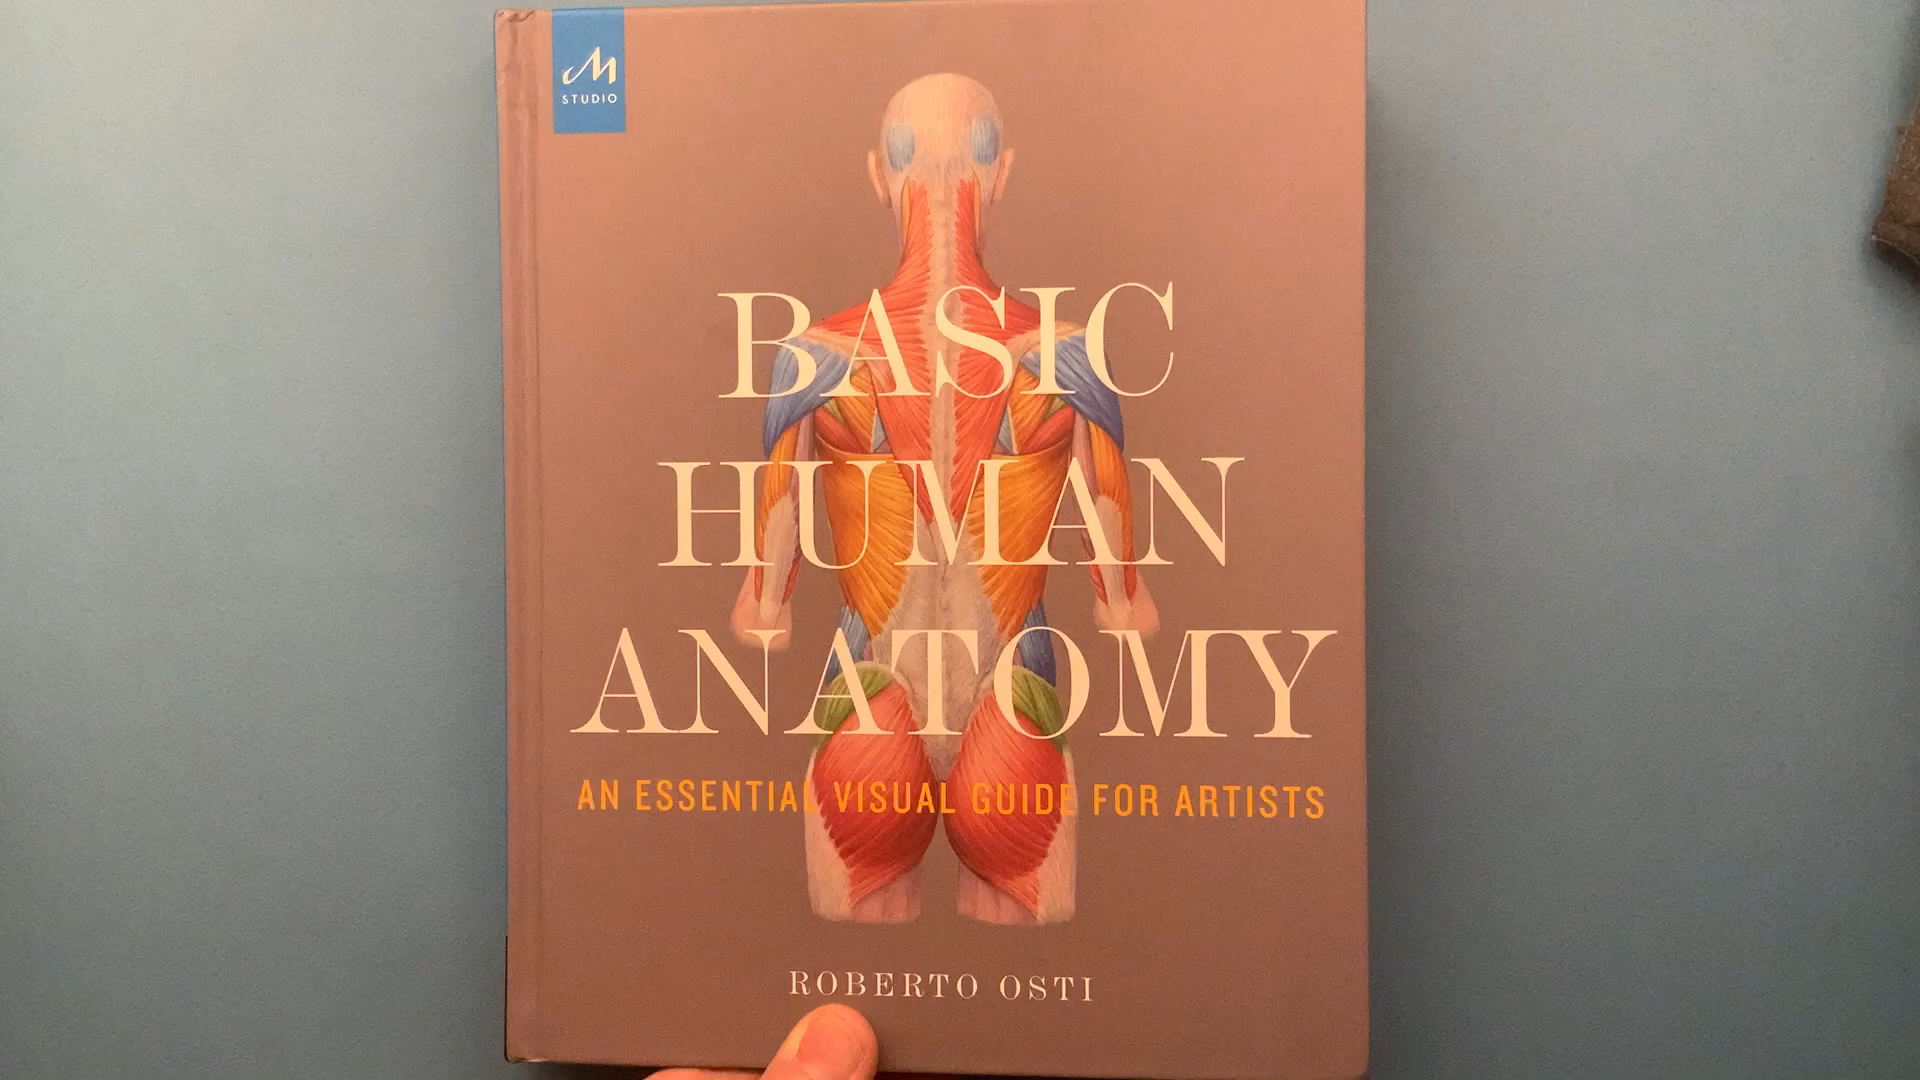 M
STUDIO
BASIC
HUMAN
ANATOMY
AN ESSENTIAL VISUAL GUIDE FOR ARTISTS
ROBERTO OSTI